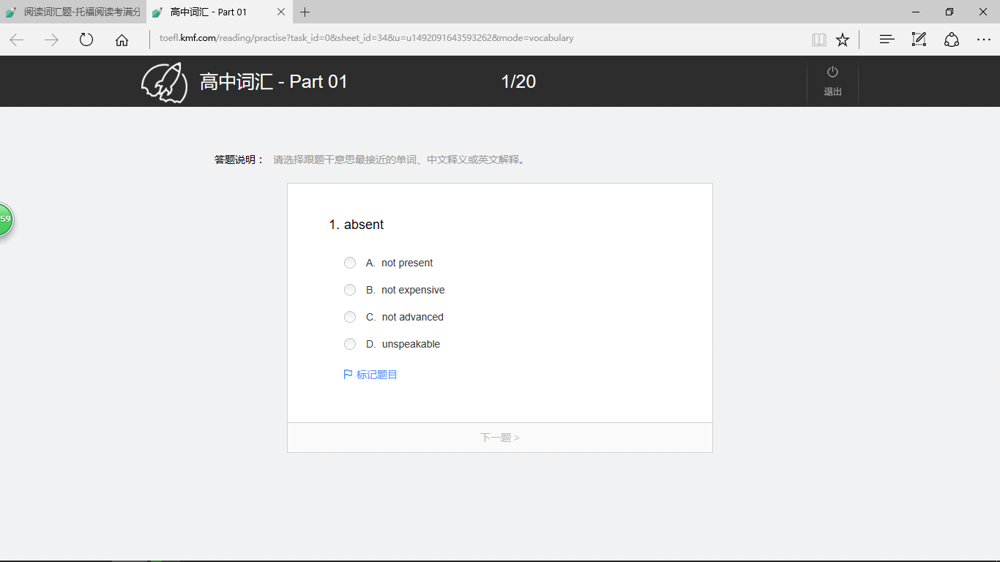 阅读词汇题-托福阅读考满分
高中词汇 - Part 01
toefl.kmf.com/reading/practise?task_id=0&sheet_id=34&u=u1492091643593262&mode=vocabulary
高中词汇 - Part 01
1/20
退出
答题说明： 请选择跟题干意思最接近的单词、中文释义或英文解释。
59
1. absent
A. not present
B. not expensive
C. not advanced
D. unspeakable
标记题目
下一题 >